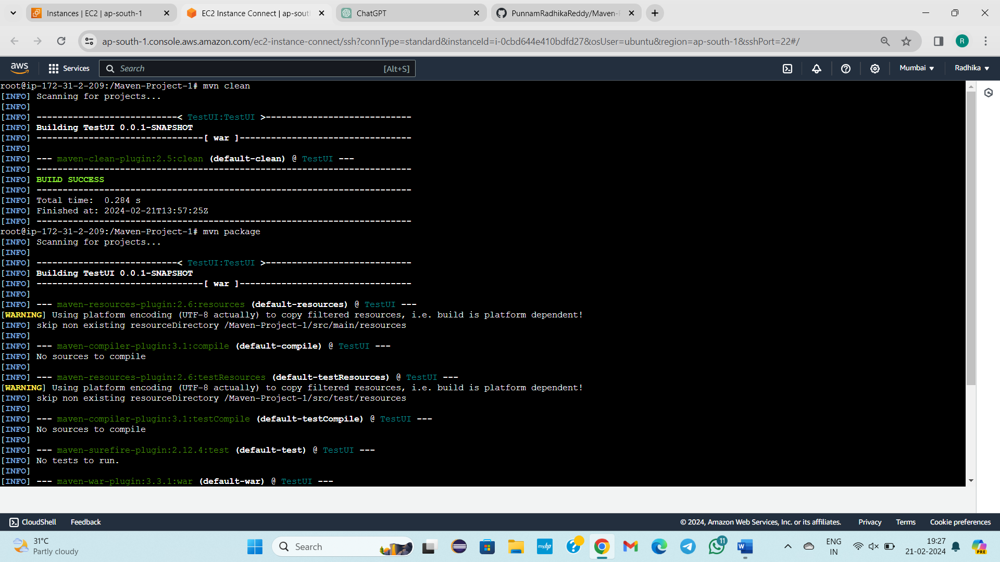 Instances | EC2 | ap-south-1
EC2 Instance Connect | ap-sout
ChatGPT
PunnamRadhikaReddy/Maven-
ap-south-1.console.aws.amazon.com/ec2-instance-connect/ssh?connType=standard&instanceId=i-0cbd644e410bdfd27&osUser=ubuntu&region=ap-south-1&sshPort=22#/
R
aws
Services
Search
[Alt+S]
Mumbai
Radhika
root@ip-172-31-2-209:/Maven-Project-1# mvn clean
[INFO] Scanning for projects...
[INFO]
[INFO] ---------------------------< TestUI:TestUI >----------------------------
[INFO] Building TestUI 0.0.1-SNAPSHOT
[INFO] --------------------------------[ war ]---------------------------------
[INFO]
[INFO] --- maven-clean-plugin:2.5:clean (default-clean) @ TestUI ---
[INFO] ------------------------------------------------------------------------
[INFO] BUILD SUCCESS
[INFO] ------------------------------------------------------------------------
[INFO] Total time:  0.284 s
[INFO] Finished at: 2024-02-21T13:57:25Z
[INFO] ------------------------------------------------------------------------
root@ip-172-31-2-209:/Maven-Project-1# mvn package
[INFO] Scanning for projects...
[INFO]
[INFO] ---------------------------< TestUI:TestUI >----------------------------
[INFO] Building TestUI 0.0.1-SNAPSHOT
[INFO] --------------------------------[ war ]---------------------------------
[INFO]
[INFO] --- maven-resources-plugin:2.6:resources (default-resources) @ TestUI ---
[WARNING] Using platform encoding (UTF-8 actually) to copy filtered resources, i.e. build is platform dependent!
[INFO] skip non existing resourceDirectory /Maven-Project-1/src/main/resources
[INFO]
[INFO] --- maven-compiler-plugin:3.1:compile (default-compile) @ TestUI ---
[INFO] No sources to compile
[INFO]
[INFO] --- maven-resources-plugin:2.6:testResources (default-testResources) @ TestUI ---
[WARNING] Using platform encoding (UTF-8 actually) to copy filtered resources, i.e. build is platform dependent!
[INFO] skip non existing resourceDirectory /Maven-Project-1/src/test/resources
[INFO]
[INFO] --- maven-compiler-plugin:3.1:testCompile (default-testCompile) @ TestUI ---
[INFO] No sources to compile
[INFO]
[INFO] --- maven-surefire-plugin:2.12.4:test (default-test) @ TestUI ---
[INFO] No tests to run.
[INFO]
[INFO] --- maven-war-plugin:3.3.1:war (default-war) @ TestUI ---
CloudShell
Feedback
© 2024, Amazon Web Services, Inc. or its affiliates.
Privacy
Terms
Cookie preferences
31°C
Partly cloudy
Search
myhp
11
W
ENG
IN
19:27
21-02-2024
PRE